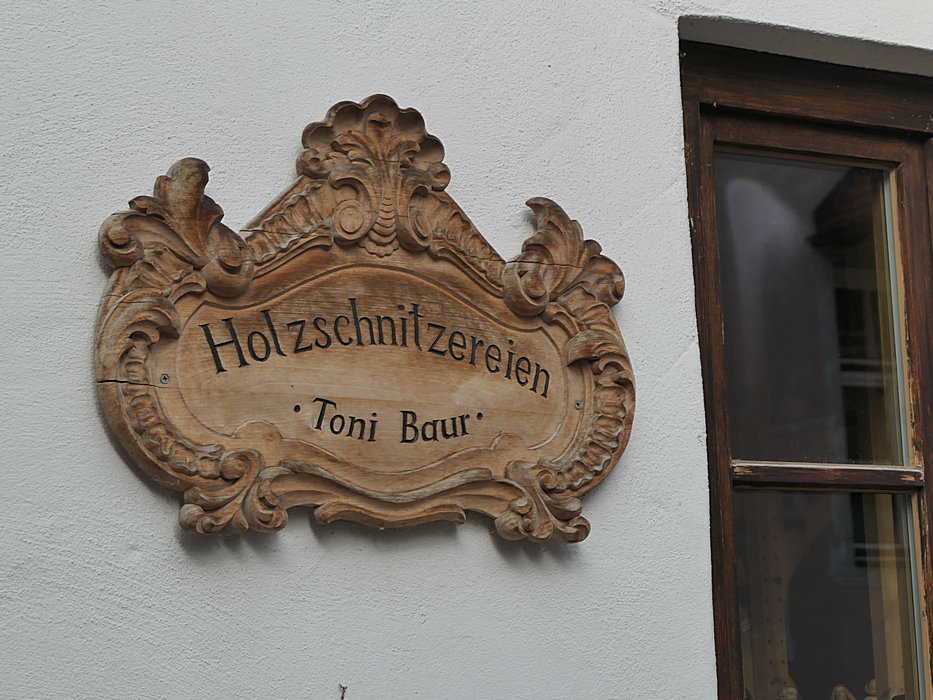 Holzschnitzereien
· Toni Baur ·